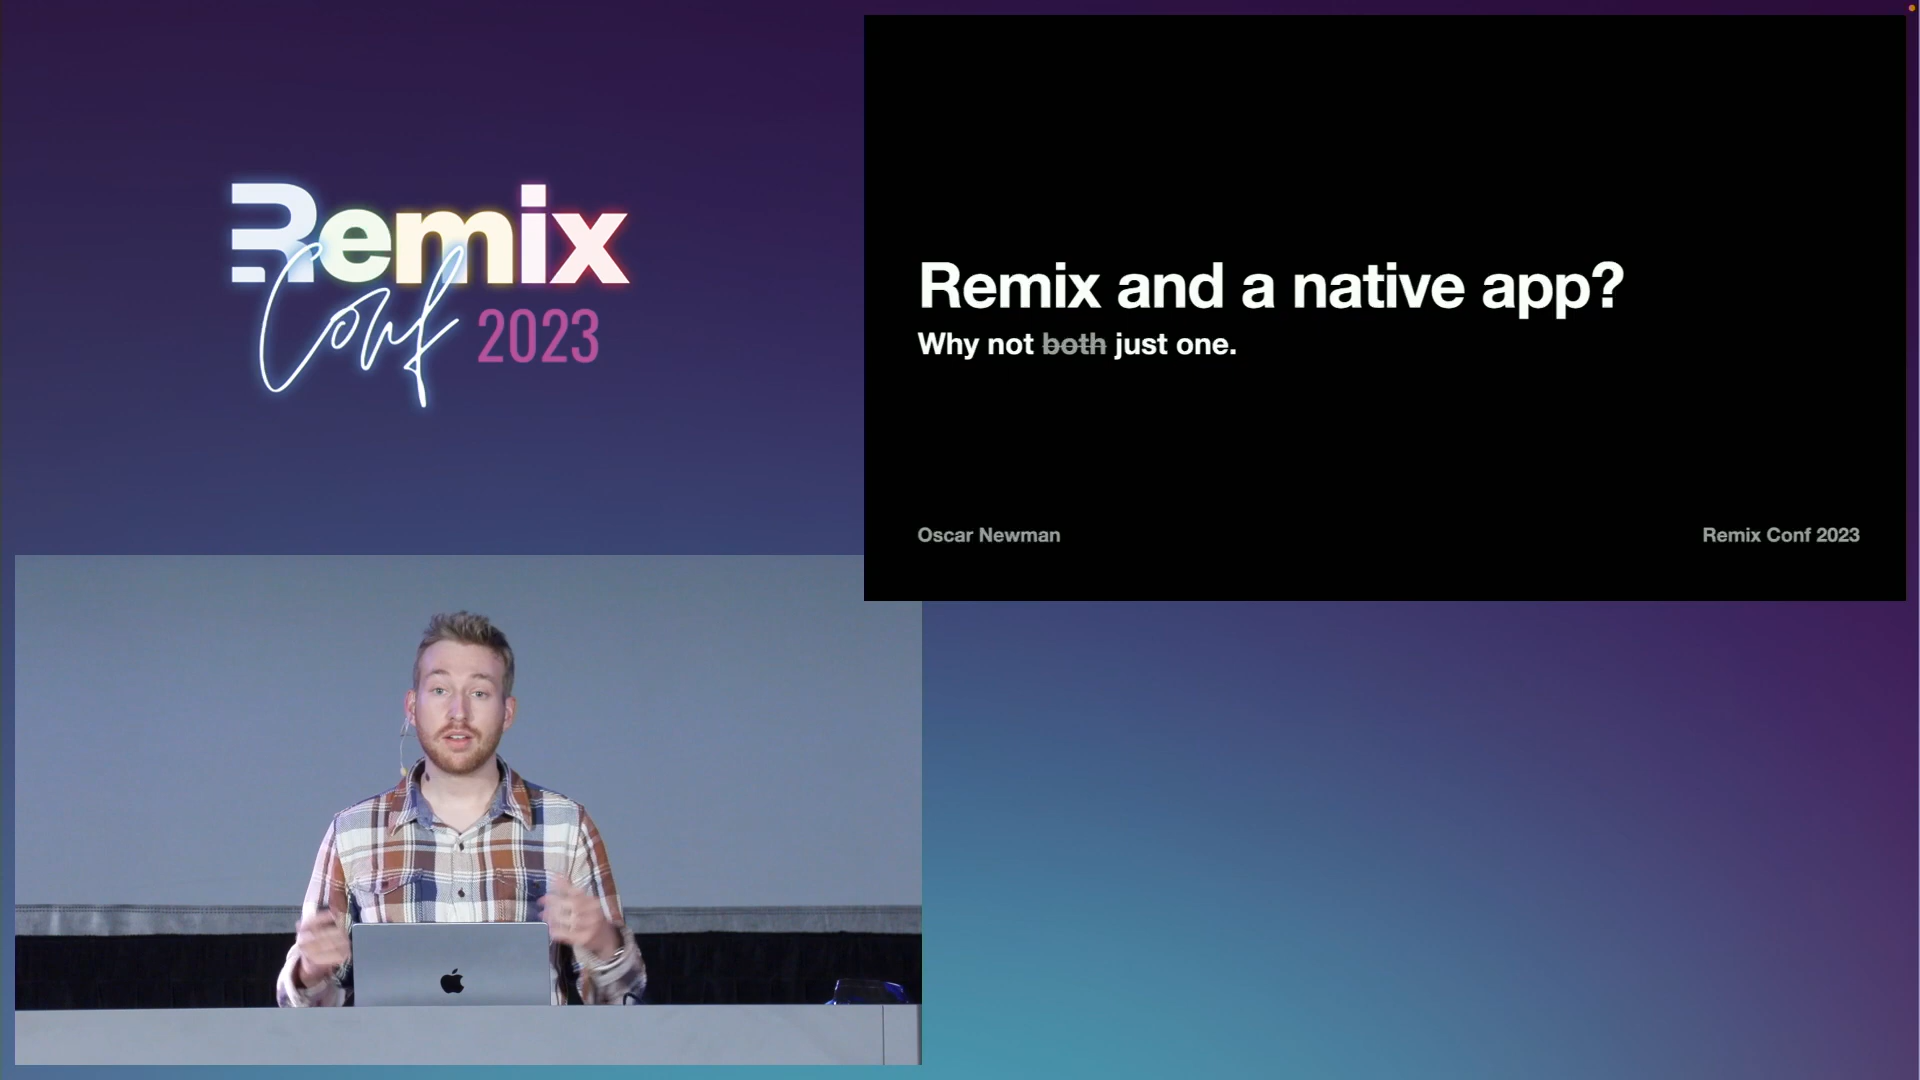 Remix
Conf 2023
Remix and a native app?
Why not both just one.
Oscar Newman
Remix Conf 2023